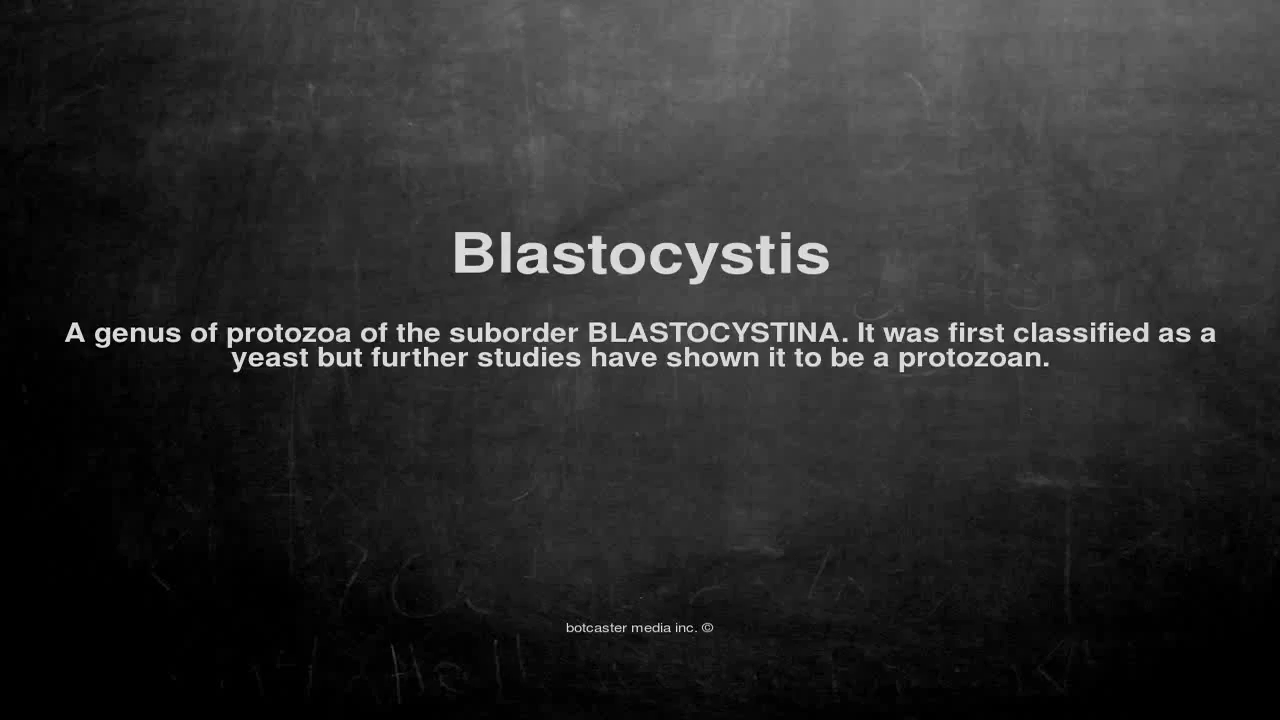 Blastocystis
A genus of protozoa of the suborder BLASTOCYSTINA. It was first classified as a
yeast but further studies have shown it to be a protozoan.
botcaster media inc. ©